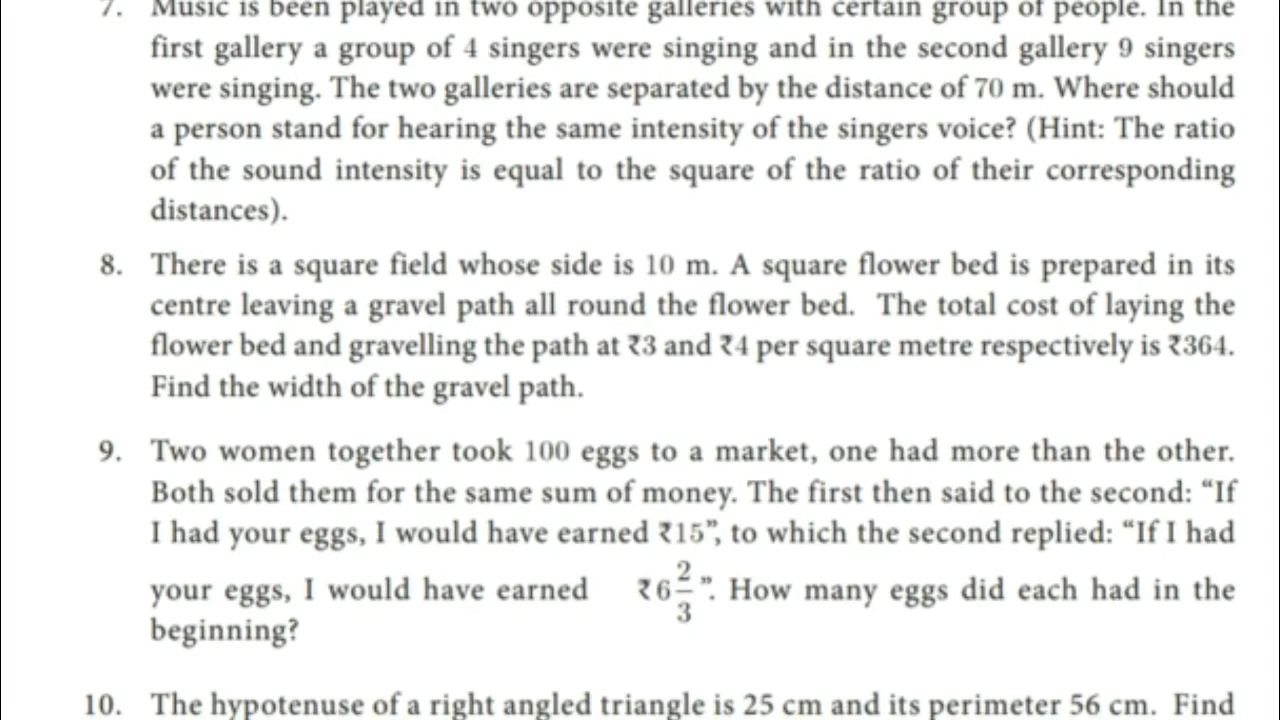 7. Music is been played in two opposite galleries with certain group of people. In the
first gallery a group of 4 singers were singing and in the second gallery 9 singers
were singing. The two galleries are separated by the distance of 70 m. Where should
a person stand for hearing the same intensity of the singers voice? (Hint: The ratio
of the sound intensity is equal to the square of the ratio of their corresponding
distances).
8. There is a square field whose side is 10 m. A square flower bed is prepared in its
centre leaving a gravel path all round the flower bed. The total cost of laying the
flower bed and gravelling the path at ₹3 and ₹4 per square metre respectively is ₹364.
Find the width of the gravel path.
9. Two women together took 100 eggs to a market, one had more than the other.
Both sold them for the same sum of money. The first then said to the second: “If
I had your eggs, I would have earned ₹15”, to which the second replied: “If I had
your eggs, I would have earned ₹6 2/3”. How many eggs did each had in the
beginning?
10. The hypotenuse of a right angled triangle is 25 cm and its perimeter 56 cm. Find